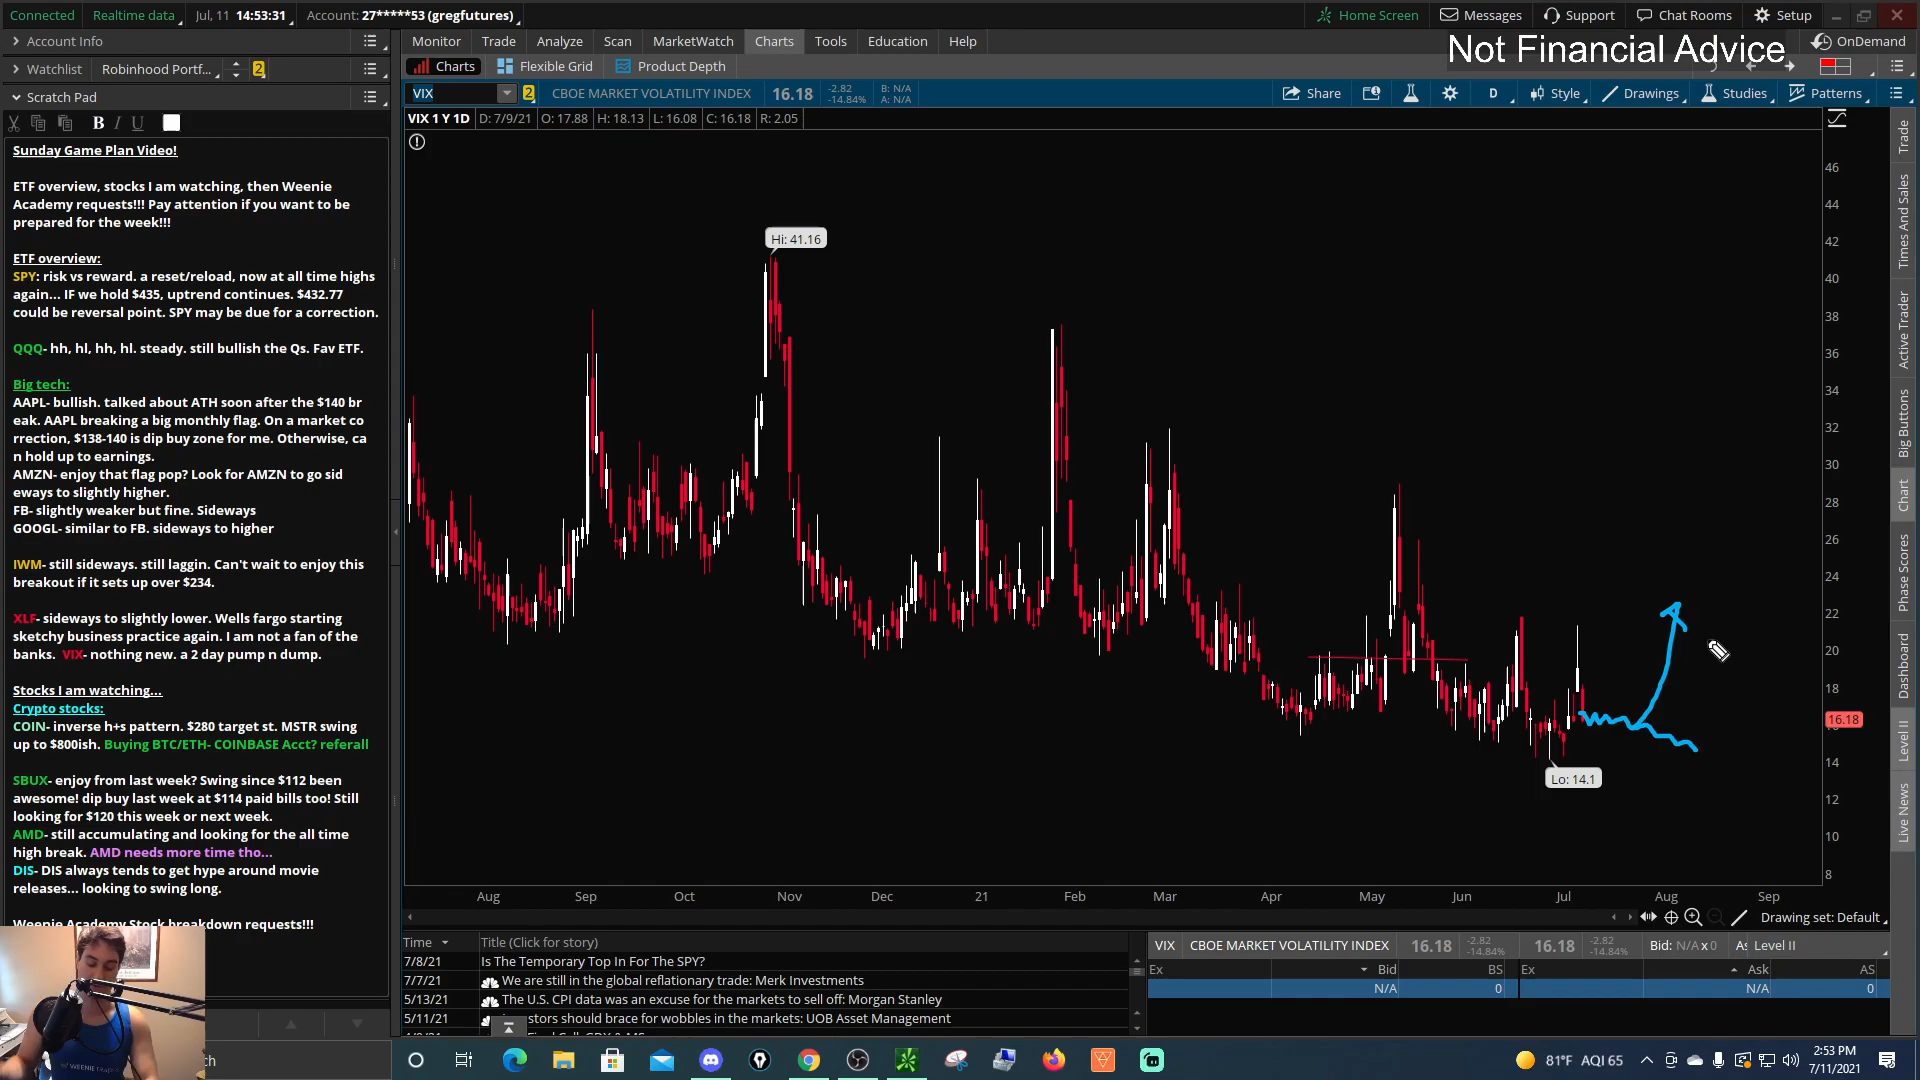 Connected Realtime data Jul, 11 14:53:31 Account: 27*****53 (gregfutures) Home Screen Messages Support Chat Rooms Setup
Account Info Monitor Trade Analyze Scan MarketWatch Charts Tools Education Help Not Financial Advice OnDemand
Watchlist Robinhood Portf... 2 Charts Flexible Grid Product Depth
Scratch Pad VIX 2 CBOE MARKET VOLATILITY INDEX 16.18 -2.82 -14.84% B: N/A A: N/A Share D Style Drawings Studies Patterns
B I U VIX 1 Y 1D D: 7/9/21 O: 17.88 H: 18.13 L: 16.08 C: 16.18 R: 2.05
Sunday Game Plan Video!
ETF overview, stocks I am watching, then Weenie
Academy requests!!! Pay attention if you want to be
prepared for the week!!!
ETF overview:
SPY: risk vs reward. a reset/reload, now at all time highs
again... IF we hold $435, uptrend continues. $432.77
could be reversal point. SPY may be due for a correction.
QQQ- hh, hl, hh, hl. steady. still bullish the Qs. Fav ETF.
Big tech:
AAPL- bullish. talked about ATH soon after the $140 br
eak. AAPL breaking a big monthly flag. On a market co
rrection, $138-140 is dip buy zone for me. Otherwise, ca
n hold up to earnings.
AMZN- enjoy that flag pop? Look for AMZN to go sid
eways to slightly higher.
FB- slightly weaker but fine. Sideways
GOOGL- similar to FB. sideways to higher
IWM- still sideways. still laggin. Can't wait to enjoy this
breakout if it sets up over $234.
XLF- sideways to slightly lower. Wells fargo starting
sketchy business practice again. I am not a fan of the
banks. VIX- nothing new. a 2 day pump n dump.
Stocks I am watching...
Crypto stocks:
COIN- inverse h+s pattern. $280 target st. MSTR swing
up to $800ish. Buying BTC/ETH- COINBASE Acct? referall
SBUX- enjoy from last week? Swing since $112 been
awesome! dip buy last week at $114 paid bills too! Still
looking for $120 this week or next week.
AMD- still accumulating and looking for the all time
high break. AMD needs more time tho...
DIS- DIS always tends to get hype around movie
releases... looking to swing long.
Weenie Academy Stock breakdown requests!!!
Hi: 41.16
Lo: 14.1
46
44
42
40
38
36
34
32
30
28
26
24
22
20
18
16.18
14
12
10
8
Aug Sep Oct Nov Dec 21 Feb Mar Apr May Jun Jul Aug Sep
Drawing set: Default
Trade
Times And Sales
Active Trader
Big Buttons
Chart
Phase Scores
Dashboard
Level II
Live News
Time Title (Click for story)
7/8/21 Is The Temporary Top In For The SPY?
7/7/21 We are still in the global reflationary trade: Merk Investments
5/13/21 The U.S. CPI data was an excuse for the markets to sell off: Morgan Stanley
5/11/21 estors should brace for wobbles in the markets: UOB Asset Management
VIX CBOE MARKET VOLATILITY INDEX 16.18 -2.82 -14.84% 16.18 -2.82 -14.84% Bid: N/A x 0 As Level II
Ex Bid BS Ex Ask AS
N/A 0 N/A 0
WEENIE
81°F AQI 65 2:53 PM
7/11/2021